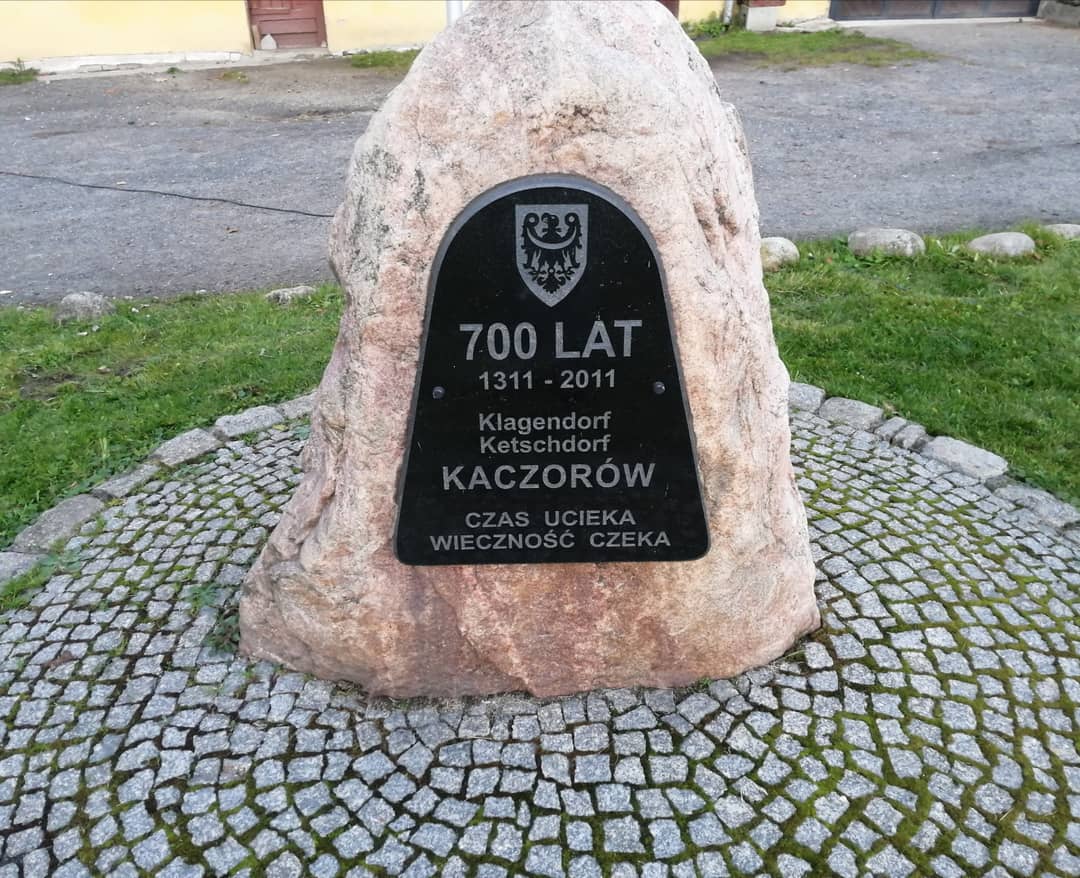 700 LAT
1311 - 2011
Klagendorf
Ketschdorf
KACZORÓW
CZAS UCIEKA
WIECZNOŚĆ CZEKA